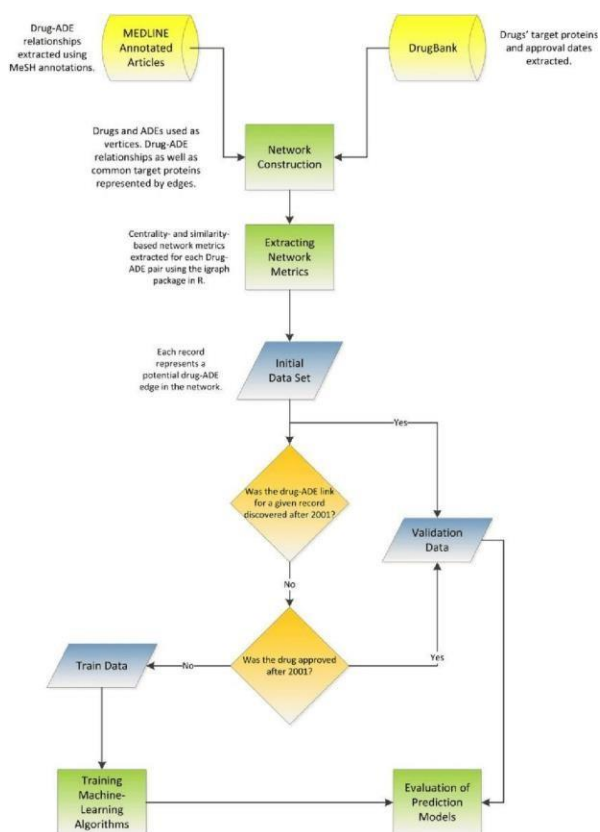 Drug-ADE
relationships
extracted using
MeSH annotations.
MEDLINE
Annotated
Articles
DrugBank
Drugs' target proteins
and approval dates
extracted.
Drugs and ADEs used as
vertices. Drug-ADE
relationships as well as
common target proteins
represented by edges.
Network
Construction
Centrality- and similarity-
based network metrics
extracted for each Drug-
ADE pair using the igraph
package in R.
Extracting
Network
Metrics
Each record
represents a
potential drug-ADE
edge in the network.
Initial
Data Set
Yes
Was the drug-ADE link
for a given record
discovered after 2001?
Validation
Data
No
Train Data
No
Was the drug approved
after 2001?
Yes
Training
Machine-
Learning
Algorithms
Evaluation of
Prediction
Models